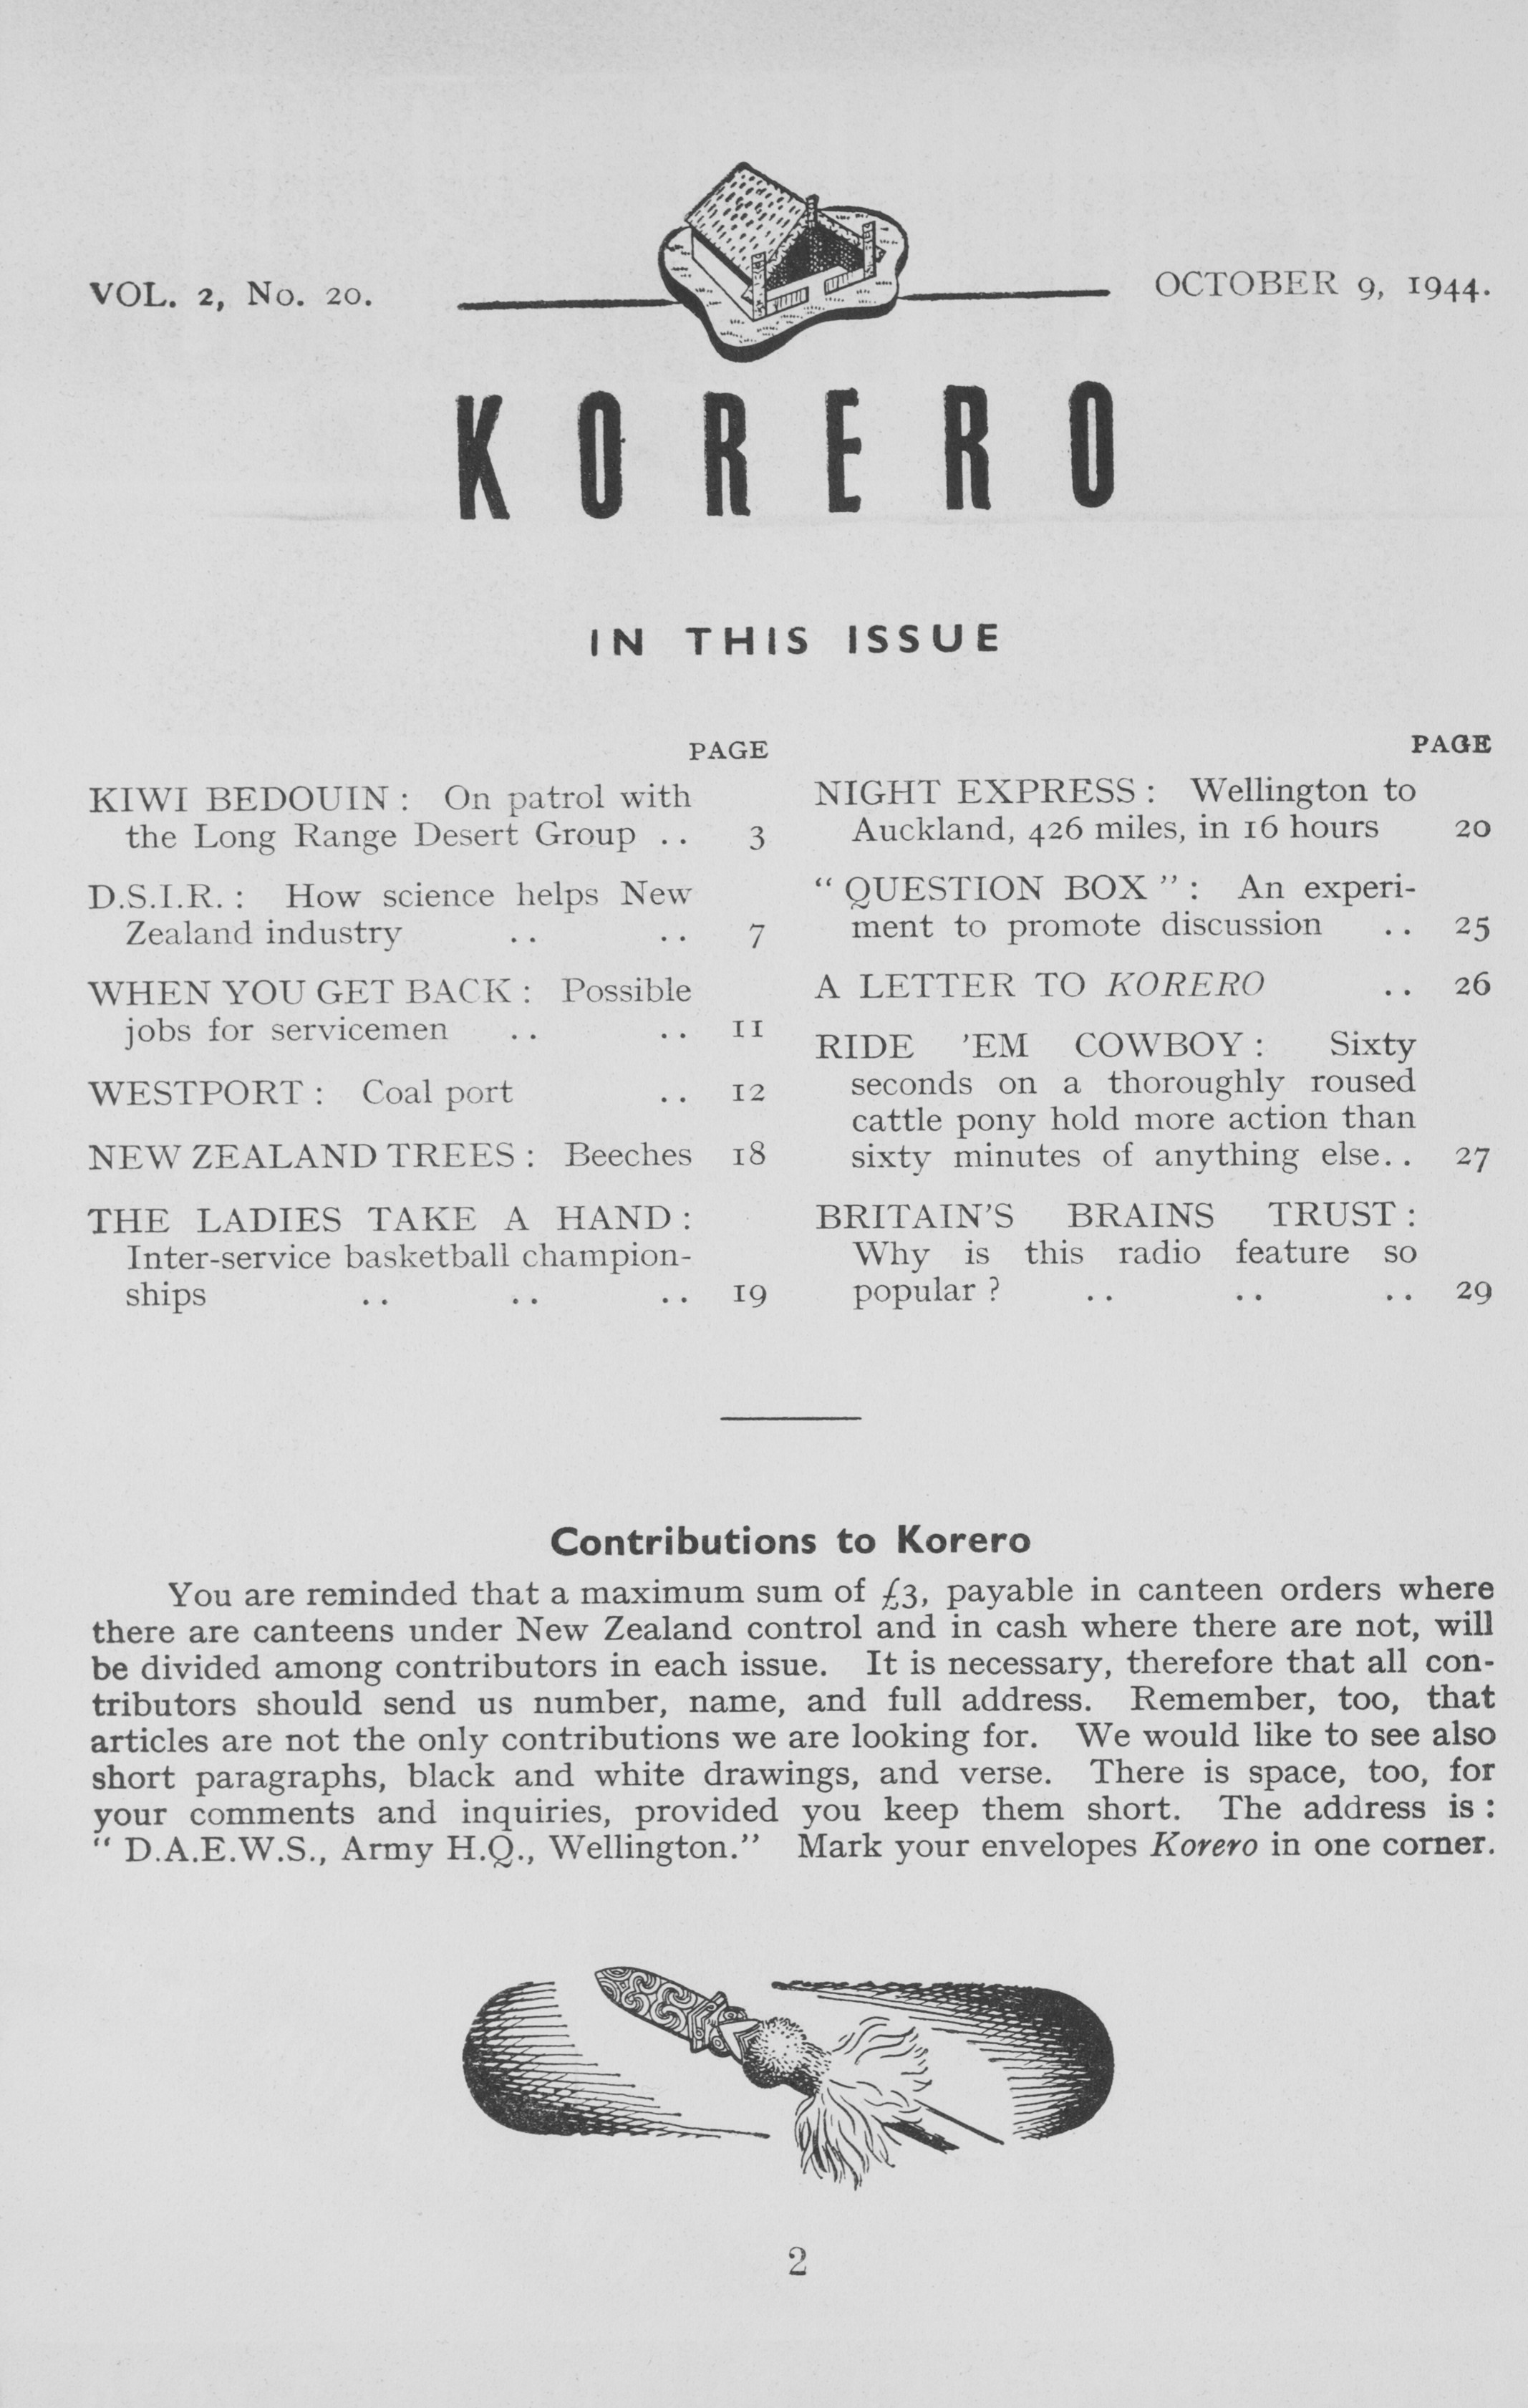 VOL. 2, No. 20.
OCTOBER 9, 1944.
KORERO
IN THIS ISSUE
PAGE
KIWI BEDOUIN : On patrol with
the Long Range Desert Group .. 3
D.S.I.R. : How science helps New
Zealand industry .. .. 7
WHEN YOU GET BACK : Possible
jobs for servicemen .. .. 11
WESTPORT : Coal port .. 12
NEW ZEALAND TREES : Beeches 18
THE LADIES TAKE A HAND :
Inter-service basketball champion-
ships .. .. .. 19
PAGE
NIGHT EXPRESS : Wellington to
Auckland, 426 miles, in 16 hours 20
“ QUESTION BOX ” : An experi-
ment to promote discussion .. 25
A LETTER TO KORERO .. 26
RIDE ’EM COWBOY : Sixty
seconds on a thoroughly roused
cattle pony hold more action than
sixty minutes of anything else.. 27
BRITAIN’S BRAINS TRUST :
Why is this radio feature so
popular ? .. .. .. 29
Contributions to Korero
You are reminded that a maximum sum of £3, payable in canteen orders where
there are canteens under New Zealand control and in cash where there are not, will
be divided among contributors in each issue. It is necessary, therefore that all con-
tributors should send us number, name, and full address. Remember, too, that
articles are not the only contributions we are looking for. We would like to see also
short paragraphs, black and white drawings, and verse. There is space, too, for
your comments and inquiries, provided you keep them short. The address is :
“ D.A.E.W.S., Army H.Q., Wellington.” Mark your envelopes Korero in one corner.
2